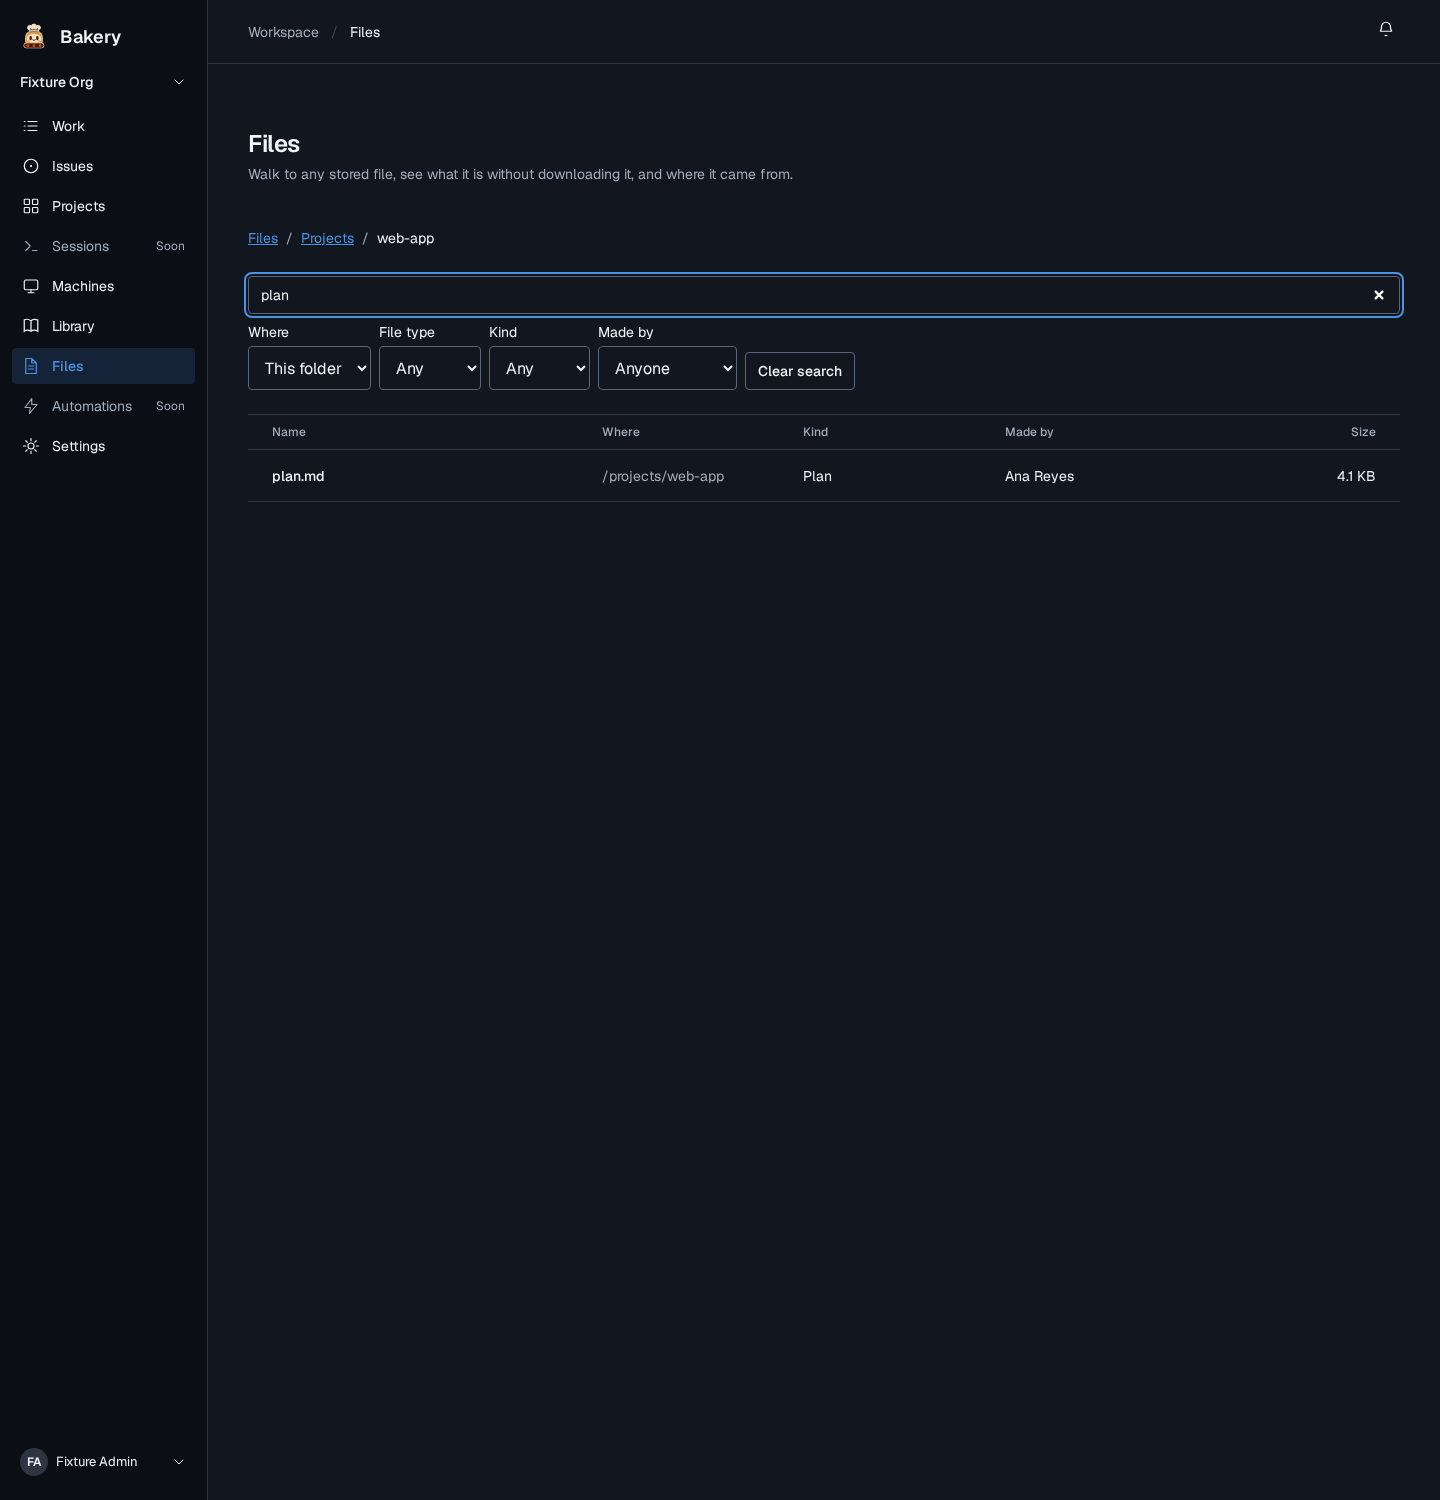 Bakery
Fixture Org
Work
Issues
Projects
Sessions Soon
Machines
Library
Files
Automations Soon
Settings
FA Fixture Admin
Workspace / Files
Files
Walk to any stored file, see what it is without downloading it, and where it came from.
Files / Projects / web-app
plan
Where File type Kind Made by
This folder Any Any Anyone Clear search
Name Where Kind Made by Size
plan.md /projects/web-app Plan Ana Reyes 4.1 KB